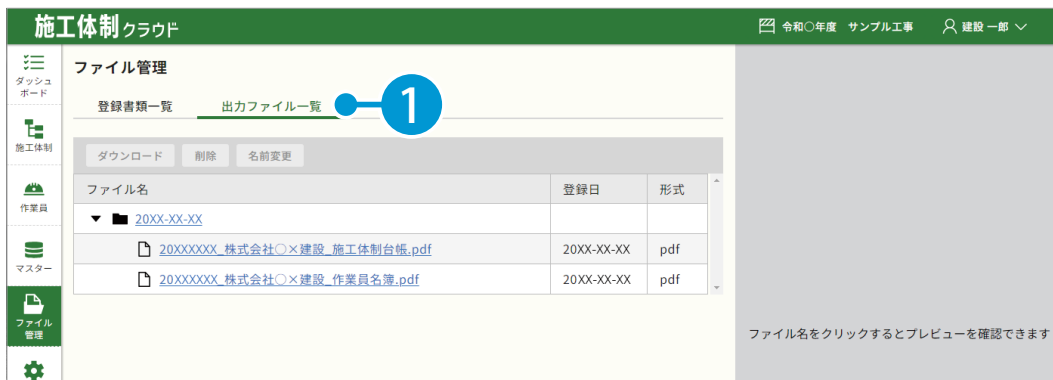 施工体制クラウド
令和○年度 サンプル工事 建設 一郎
ダッシュ
ボード
施工体制
作業員
マスター
ファイル
管理
ファイル管理
登録書類一覧 出力ファイル一覧 1
ダウンロード 削除 名前変更
ファイル名 登録日 形式
20XX-XX-XX
20XXXXXX_株式会社○×建設_施工体制台帳.pdf 20XX-XX-XX pdf
20XXXXXX_株式会社○×建設_作業員名簿.pdf 20XX-XX-XX pdf
ファイル名をクリックするとプレビューを確認できます